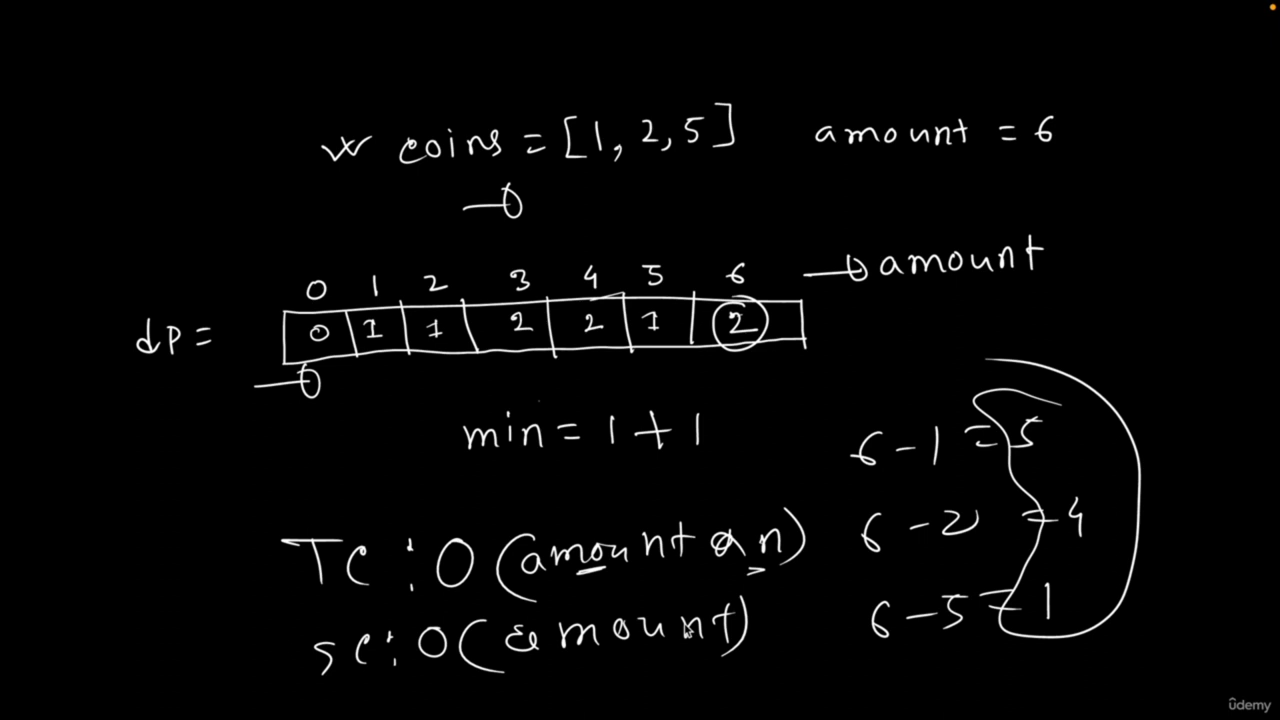 coins = [1, 2, 5] amount = 6
0 1 2 3 4 5 6 → amount
dp = 0 1 1 2 2 1 2
min = 1 + 1
6 - 1 = 5
6 - 2 = 4
6 - 5 = 1
TC : O(amount * n)
SC : O(amount)
ûdemy